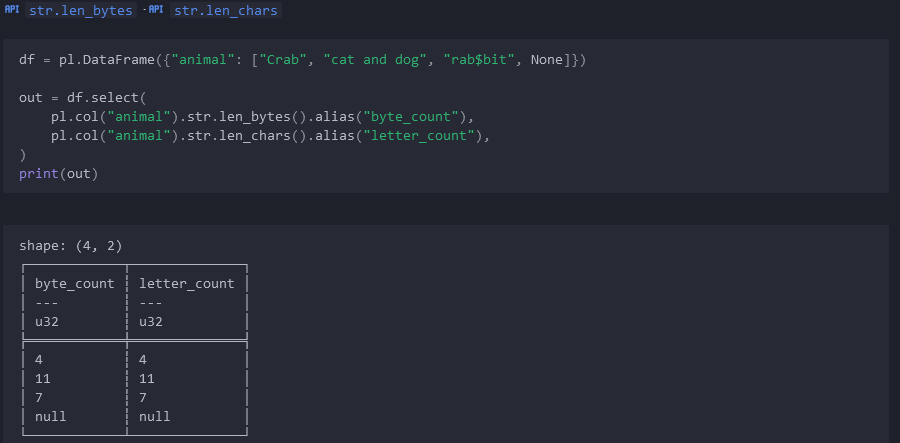 API str.len_bytes · API str.len_chars
df = pl.DataFrame({"animal": ["Crab", "cat and dog", "rab$bit", None]})
out = df.select(
    pl.col("animal").str.len_bytes().alias("byte_count"),
    pl.col("animal").str.len_chars().alias("letter_count"),
)
print(out)
shape: (4, 2)
┌────────────┬──────────────┐
│ byte_count ┆ letter_count │
│ --- ┆ --- │
│ u32 ┆ u32 │
╞════════════╪══════════════╡
│ 4 ┆ 4 │
│ 11 ┆ 11 │
│ 7 ┆ 7 │
│ null ┆ null │
└────────────┴──────────────┘